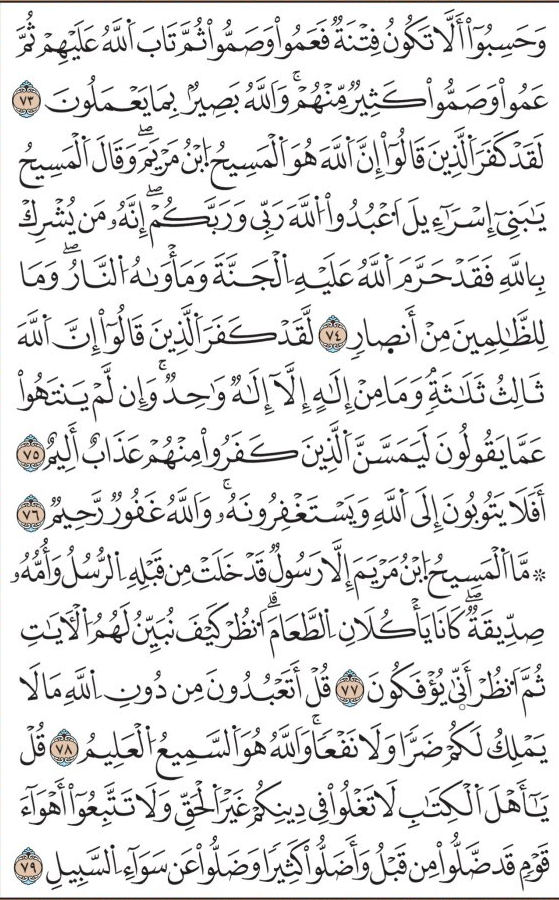 وَحَسِبُوٓا۟ أَلَّا تَكُونُ فِتْنَةٌ فَعَمُوا۟ وَصَمُّوا۟ ثُمَّ تَابَ ٱللَّهُ عَلَيْهِمْ ثُمَّ
عَمُوا۟ وَصَمُّوا۟ كَثِيرٌ مِّنْهُمْ ۚ وَٱللَّهُ بَصِيرٌۢ بِمَا يَعْمَلُونَ ٧٣
لَقَدْ كَفَرَ ٱلَّذِينَ قَالُوٓا۟ إِنَّ ٱللَّهَ هُوَ ٱلْمَسِيحُ ٱبْنُ مَرْيَمَ ۖ وَقَالَ ٱلْمَسِيحُ
يَٰبَنِىٓ إِسْرَٰٓءِيلَ ٱعْبُدُوا۟ ٱللَّهَ رَبِّى وَرَبَّكُمْ ۖ إِنَّهُۥ مَن يُشْرِكْ
بِٱللَّهِ فَقَدْ حَرَّمَ ٱللَّهُ عَلَيْهِ ٱلْجَنَّةَ وَمَأْوَىٰهُ ٱلنَّارُ ۖ وَمَا
لِلظَّٰلِمِينَ مِنْ أَنصَارٍ ٧٤ لَّقَدْ كَفَرَ ٱلَّذِينَ قَالُوٓا۟ إِنَّ ٱللَّهَ
ثَالِثُ ثَلَٰثَةٍۢ وَمَا مِنْ إِلَٰهٍ إِلَّآ إِلَٰهٌ وَٰحِدٌ ۚ وَإِن لَّمْ يَنتَهُوا۟
عَمَّا يَقُولُونَ لَيَمَسَّنَّ ٱلَّذِينَ كَفَرُوا۟ مِنْهُمْ عَذَابٌ أَلِيمٌ ٧٥
أَفَلَا يَتُوبُونَ إِلَى ٱللَّهِ وَيَسْتَغْفِرُونَهُۥ ۚ وَٱللَّهُ غَفُورٌ رَّحِيمٌ ٧٦
۞ مَّا ٱلْمَسِيحُ ٱبْنُ مَرْيَمَ إِلَّا رَسُولٌ قَدْ خَلَتْ مِن قَبْلِهِ ٱلرُّسُلُ وَأُمُّهُۥ
صِدِّيقَةٌ ۖ كَانَا يَأْكُلَانِ ٱلطَّعَامَ ۗ ٱنظُرْ كَيْفَ نُبَيِّنُ لَهُمُ ٱلْأٓيَٰتِ
ثُمَّ ٱنظُرْ أَنَّىٰ يُؤْفَكُونَ ٧٧ قُلْ أَتَعْبُدُونَ مِن دُونِ ٱللَّهِ مَا لَا
يَمْلِكُ لَكُمْ ضَرًّا وَلَا نَفْعًا ۚ وَٱللَّهُ هُوَ ٱلسَّمِيعُ ٱلْعَلِيمُ ٧٨ قُلْ
يَٰٓأَهْلَ ٱلْكِتَٰبِ لَا تَغْلُوا۟ فِى دِينِكُمْ غَيْرَ ٱلْحَقِّ وَلَا تَتَّبِعُوٓا۟ أَهْوَآءَ
قَوْمٍ قَدْ ضَلُّوا۟ مِن قَبْلُ وَأَضَلُّوا۟ كَثِيرًا وَضَلُّوا۟ عَن سَوَآءِ ٱلسَّبِيلِ ٧٩